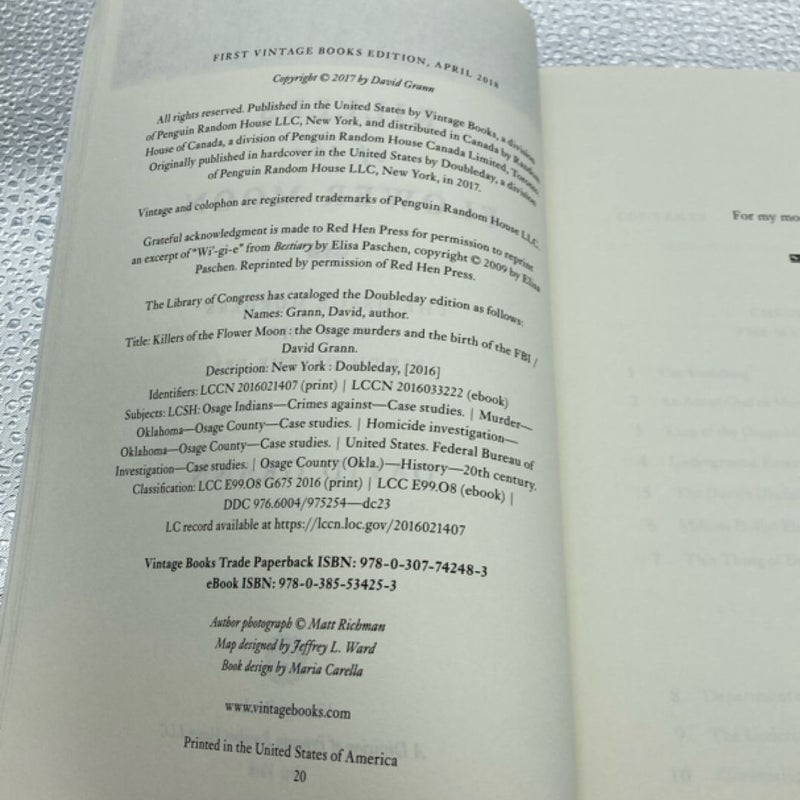 FIRST VINTAGE BOOKS EDITION, APRIL 2018
Copyright © 2017 by David Grann
All rights reserved. Published in the United States by Vintage Books, a division
of Penguin Random House LLC, New York, and distributed in Canada by Random
House of Canada, a division of Penguin Random House Canada Limited, Toronto.
Originally published in hardcover in the United States by Doubleday, a division
of Penguin Random House LLC, New York, in 2017.
Vintage and colophon are registered trademarks of Penguin Random House LLC.
Grateful acknowledgment is made to Red Hen Press for permission to reprint
an excerpt of "Wi'-gi-e" from Bestiary by Elisa Paschen, copyright © 2009 by Elisa
Paschen. Reprinted by permission of Red Hen Press.
The Library of Congress has cataloged the Doubleday edition as follows:
Names: Grann, David, author.
Title: Killers of the Flower Moon : the Osage murders and the birth of the FBI /
David Grann.
Description: New York : Doubleday, [2016]
Identifiers: LCCN 2016021407 (print) | LCCN 2016033222 (ebook)
Subjects: LCSH: Osage Indians—Crimes against—Case studies. | Murder—
Oklahoma—Osage County—Case studies. | Homicide investigation—
Oklahoma—Osage County—Case studies. | United States. Federal Bureau of
Investigation—Case studies. | Osage County (Okla.)—History—20th century.
Classification: LCC E99.O8 G675 2016 (print) | LCC E99.O8 (ebook) |
DDC 976.6004/975254—dc23
LC record available at https://lccn.loc.gov/2016021407
Vintage Books Trade Paperback ISBN: 978-0-307-74248-3
eBook ISBN: 978-0-385-53425-3
Author photograph © Matt Richman
Map designed by Jeffrey L. Ward
Book design by Maria Carella
www.vintagebooks.com
Printed in the United States of America
20
For my mo
CONTENTS
1
2
3
4
5
6
7
8 Department
9 The
10